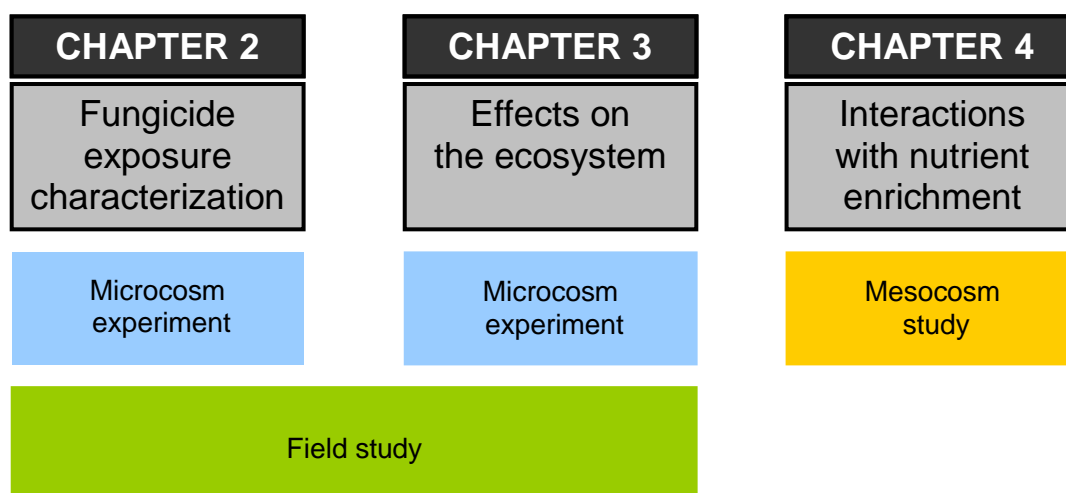 CHAPTER 2
Fungicide
exposure
characterization
Microcosm
experiment
CHAPTER 3
Effects on
the ecosystem
Microcosm
experiment
CHAPTER 4
Interactions
with nutrient
enrichment
Mesocosm
study
Field study